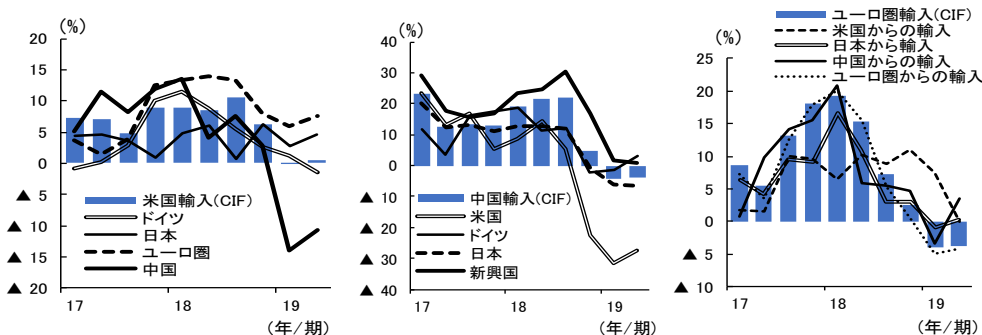 (%)
20
15
10
5
0
▲ 5
▲ 10
▲ 15
▲ 20
米国輸入(CIF)
ドイツ
日本
ユーロ圏
中国
17
18
19
(年/期)
(%)
40
30
20
10
0
▲ 10
▲ 20
▲ 30
▲ 40
中国輸入(CIF)
米国
ドイツ
日本
新興国
17
18
19
(年/期)
ユーロ圏輸入(CIF)
米国からの輸入
日本から輸入
中国からの輸入
ユーロ圏からの輸入
(%)
20
15
10
5
0
▲ 5
▲ 10
17
18
19
(年/期)